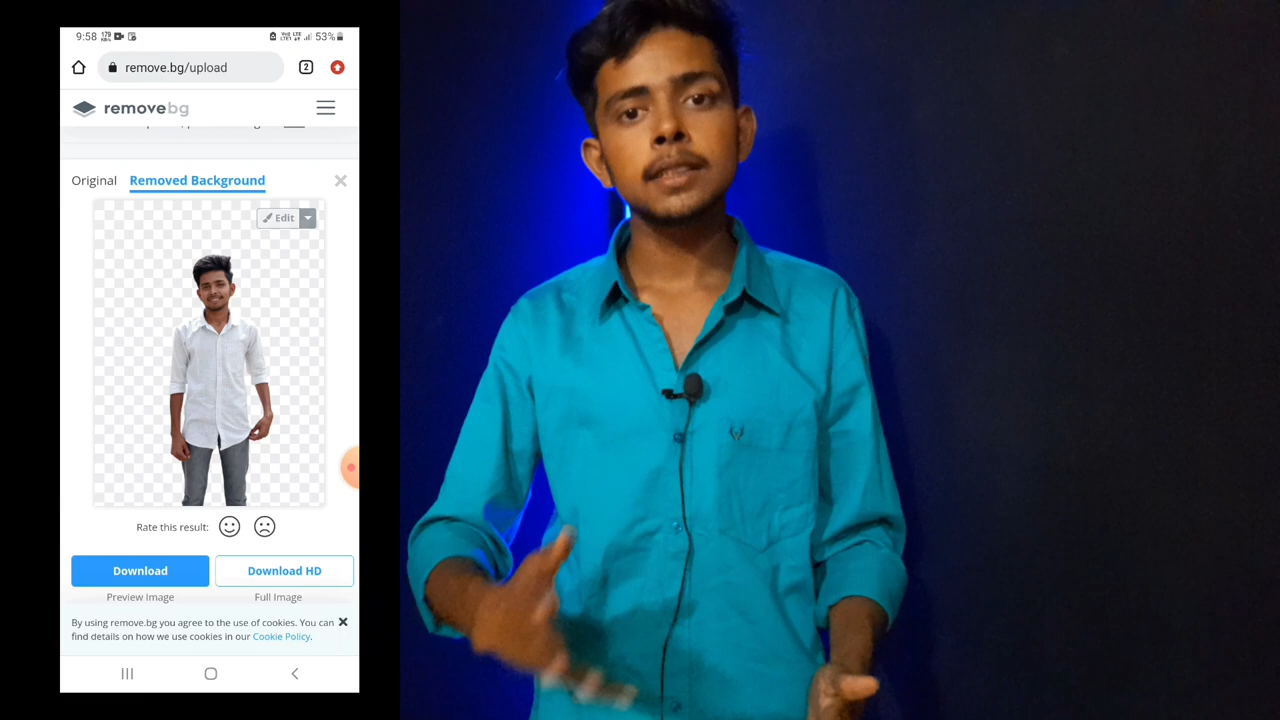 9:58
53%
remove.bg/upload
2
removebg
Original Removed Background
Edit
Rate this result:
Download Download HD
Preview Image Full Image
By using remove.bg you agree to the use of cookies. You can
find details on how we use cookies in our Cookie Policy.